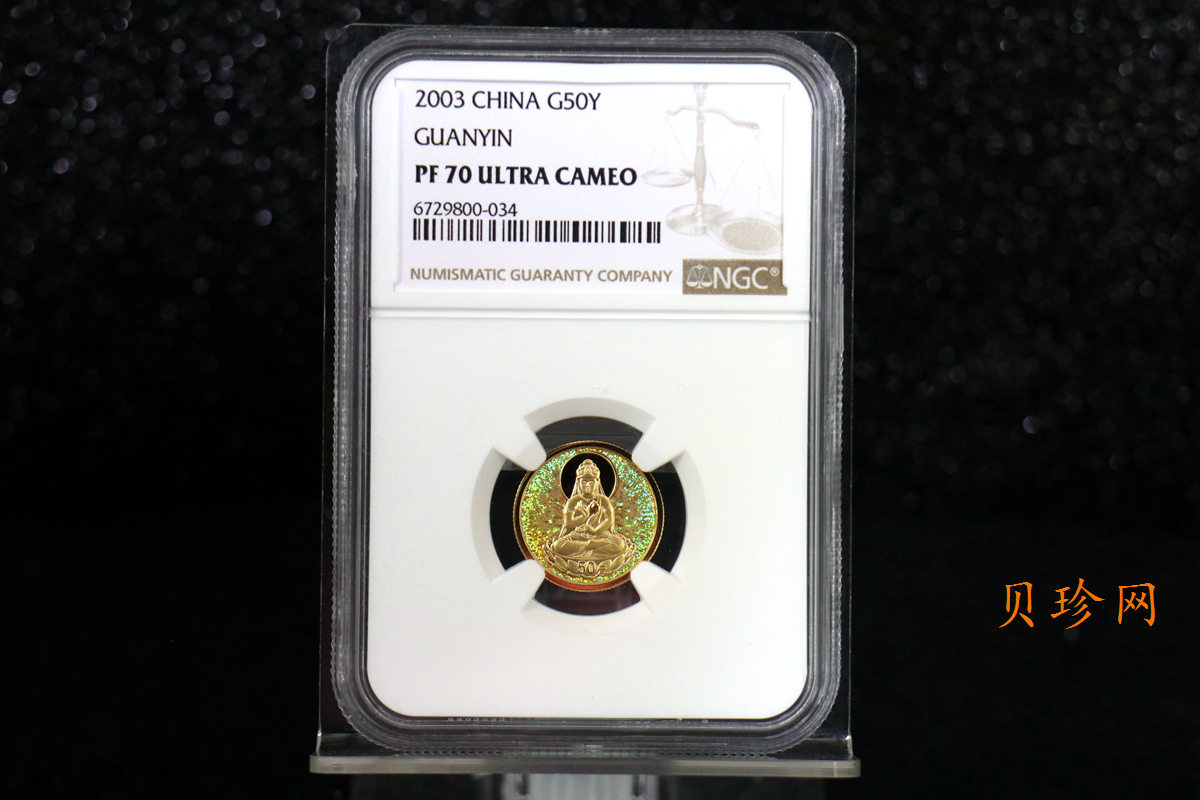 2003 CHINA G50Y
GUANYIN
PF 70 ULTRA CAMEO
6729800-034
NUMISMATIC GUARANTY COMPANY
NGC®
50
贝珍网